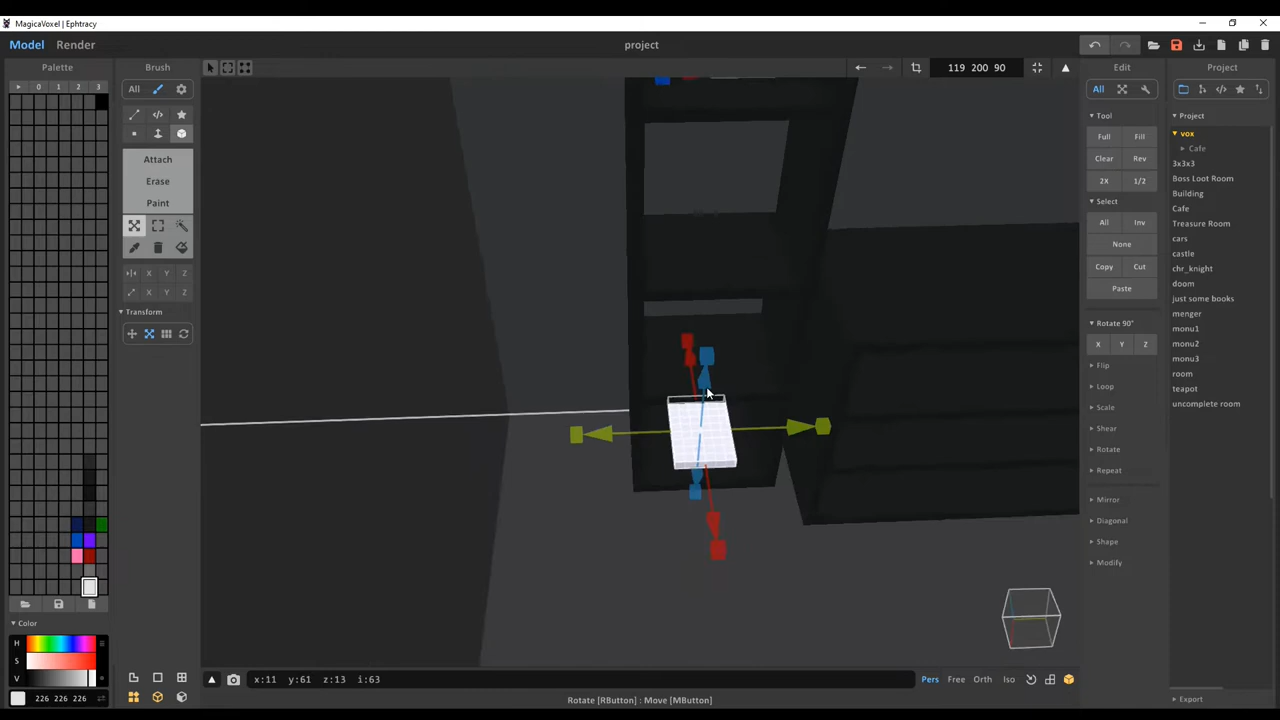 MagicaVoxel | Ephtracy
Model Render
project
Palette
0 1 2 3
Brush
All
Attach
Erase
Paint
X Y Z
X Y Z
Transform
119 200 90
Edit
All
Tool
Full Fill
Clear Rev
2X 1/2
Select
All Inv
None
Copy Cut
Paste
Rotate 90°
X Y Z
Flip
Loop
Scale
Shear
Rotate
Repeat
Mirror
Diagonal
Shape
Modify
Project
Project
vox
Cafe
3x3x3
Boss Loot Room
Building
Cafe
Treasure Room
cars
castle
chr_knight
doom
just some books
menger
monu1
monu2
monu3
room
teapot
uncomplete room
Export
Color
H
S
V
226 226 226
x:11 y:61 z:13 i:63
Pers Free Orth Iso
Rotate [RButton] : Move [MButton]